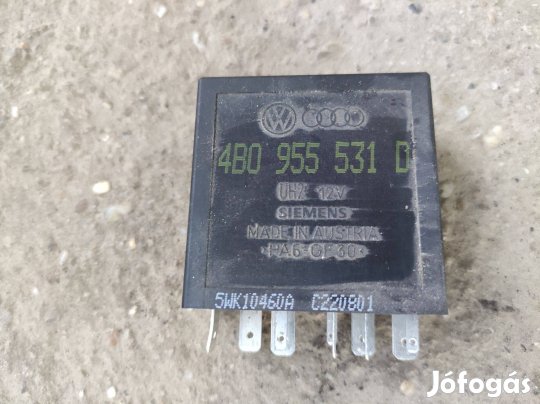 4B0 955 531 D
UHZ 12V
SIEMENS
MADE IN AUSTRIA
PA6-GF30
5WK10460A C220801
Jófogás